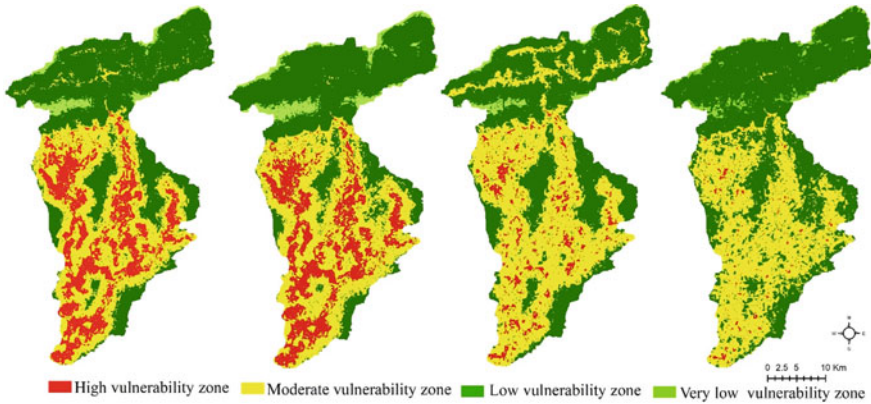 N
W E
S
0 2.5 5 10 Km
High vulnerability zone Moderate vulnerability zone Low vulnerability zone Very low vulnerability zone